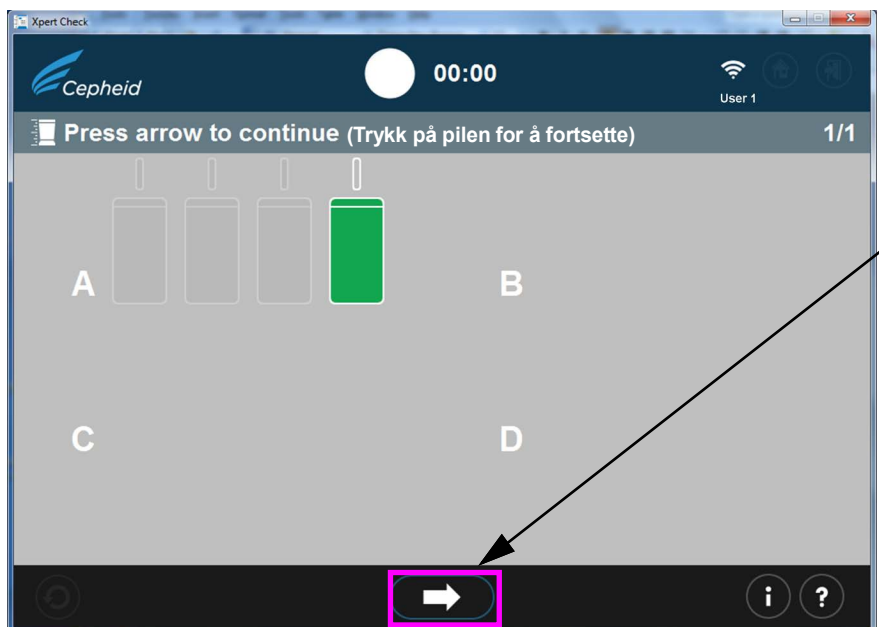 Xpert Check
Cepheid
00:00
User 1
Press arrow to continue (Trykk på pilen for å fortsette)
1/1
A
B
C
D
i
?